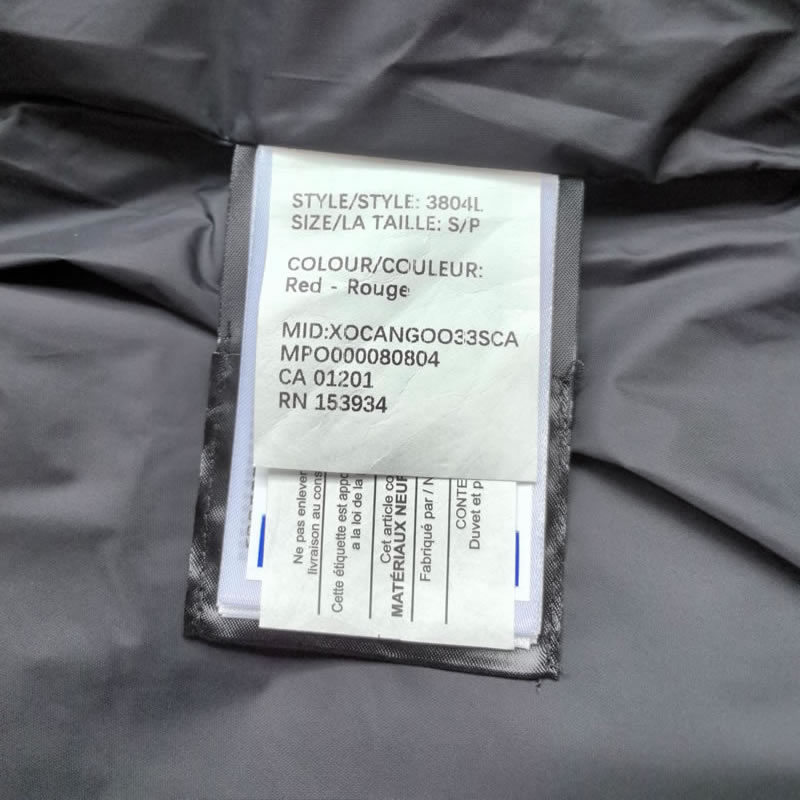 STYLE/STYLE: 3804L
SIZE/LA TAILLE: S/P
COLOUR/COULEUR:
Red - Rouge
MID:XOCANGOO33SCA
MPO000080804
CA 01201
RN 153934
Ne pas enlever
livraison au cons
Cette étiquette est appo
a la loi de la
Cet article co
MATÉRIAUX NEUF
Fabriqué par / N
CONTE
Duvet et p